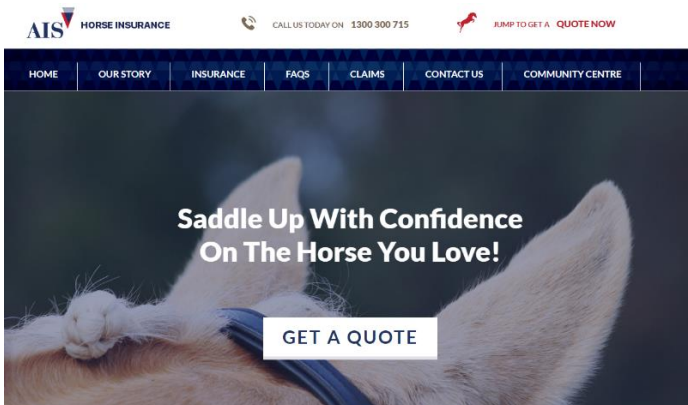 AIS HORSE INSURANCE
CALL US TODAY ON 1300 300 715
JUMP TO GET A QUOTE NOW
HOME OUR STORY INSURANCE FAQS CLAIMS CONTACT US COMMUNITY CENTRE
Saddle Up With Confidence
On The Horse You Love!
GET A QUOTE